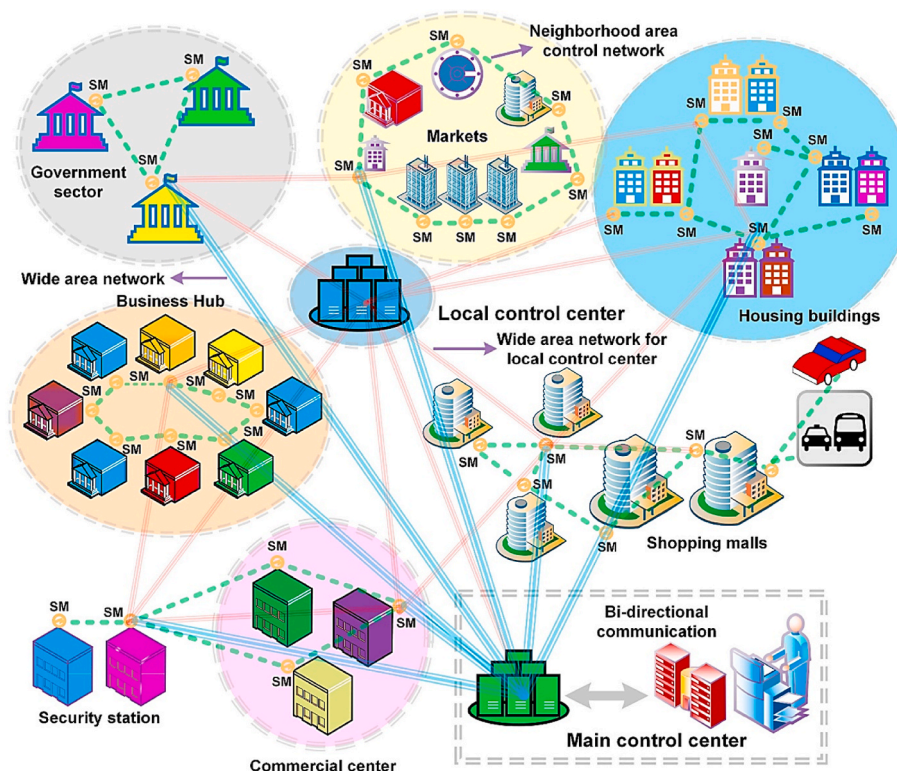 Neighborhood area
control network
SM
SM
SM
SM
SM
SM
SM
SM
Markets
SM
SM
SM
SM
SM
Government
sector
SM
SM
SM
SM
SM
SM
SM
SM
SM
SM
SM
SM
SM
Wide area
network
Business Hub
Local control center
Housing buildings
Wide area network for
local control center
SM
SM
SM
SM
SM
SM
SM
SM
SM
SM
SM
SM
SM
SM
Shopping malls
SM
SM
SM
SM
SM
Security station
Commercial center
Bi-directional
communication
Main control center